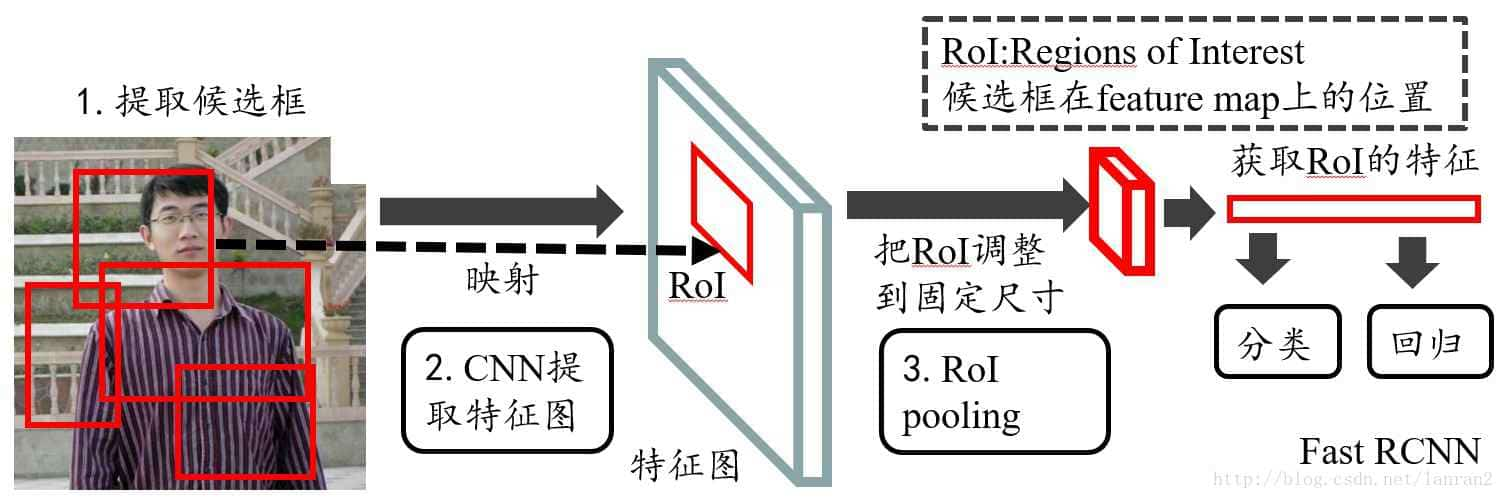 1.提取候选框
映射
2.CNN提
取特征图
特征图
RoI
把RoI调整
到固定尺寸
3.RoI
pooling
RoI:Regions of Interest
候选框在feature map上的位置
获取RoI的特征
分类
回归
Fast RCNN
http://blog.csdn.net/lanran2